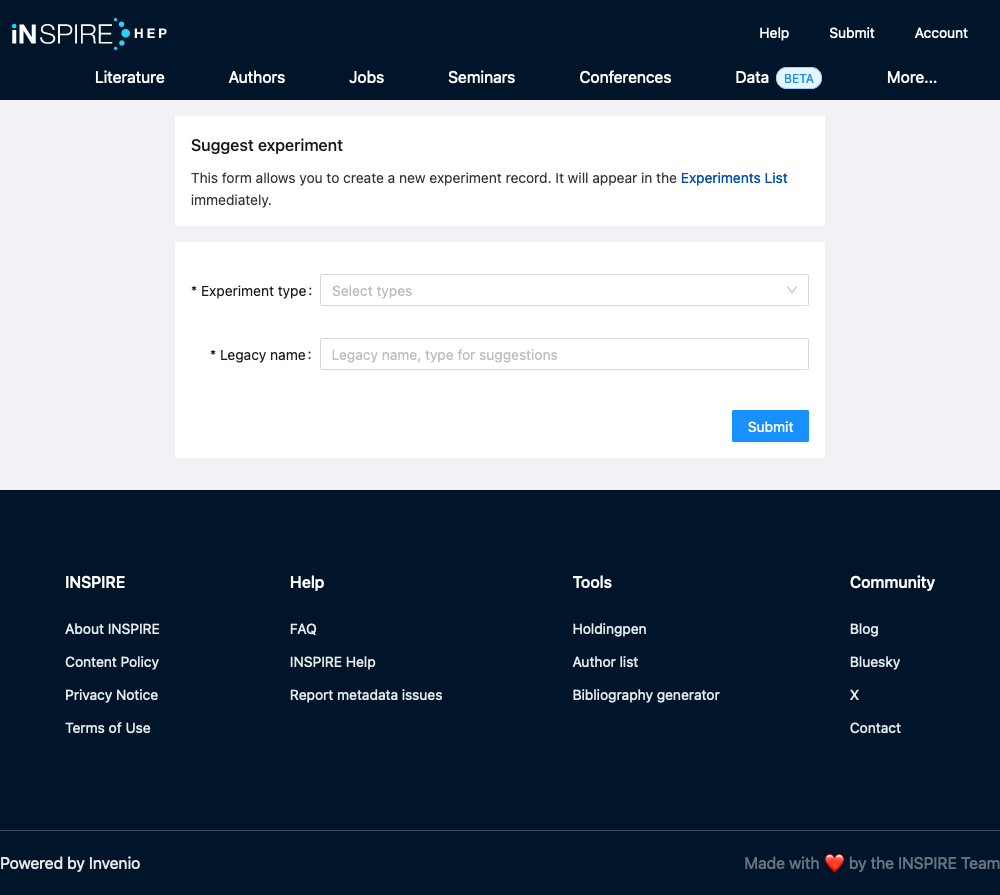 iNSPIRE HEP
Help Submit Account
Literature Authors Jobs Seminars Conferences Data BETA More...
Suggest experiment
This form allows you to create a new experiment record. It will appear in the Experiments List
immediately.
* Experiment type: Select types
* Legacy name: Legacy name, type for suggestions
Submit
INSPIRE
About INSPIRE
Content Policy
Privacy Notice
Terms of Use
Help
FAQ
INSPIRE Help
Report metadata issues
Tools
Holdingpen
Author list
Bibliography generator
Community
Blog
Bluesky
X
Contact
Powered by Invenio
Made with ❤️ by the INSPIRE Team